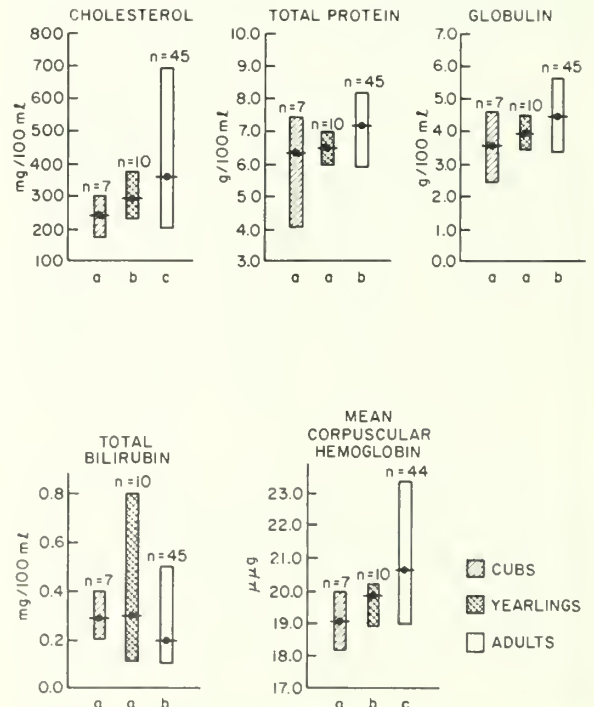 CHOLESTEROL
mg/100 ml
800
700
600
500
400
300
200
100
n=7
n=10
n=45
a b c
TOTAL PROTEIN
g/100 ml
10.0
9.0
8.0
7.0
6.0
5.0
4.0
3.0
n=7
n=10
n=45
a a b
GLOBULIN
g/100 ml
7.0
6.0
5.0
4.0
3.0
2.0
1.0
0.0
n=7
n=10
n=45
a a b
TOTAL
BILIRUBIN
mg/100 ml
0.8
0.6
0.4
0.2
0.0
n=7
n=10
n=45
a a b
MEAN
CORPUSCULAR
HEMOGLOBIN
μμg
23.0
22.0
21.0
20.0
19.0
18.0
17.0
n=7
n=10
n=44
a b c
CUBS
YEARLINGS
ADULTS